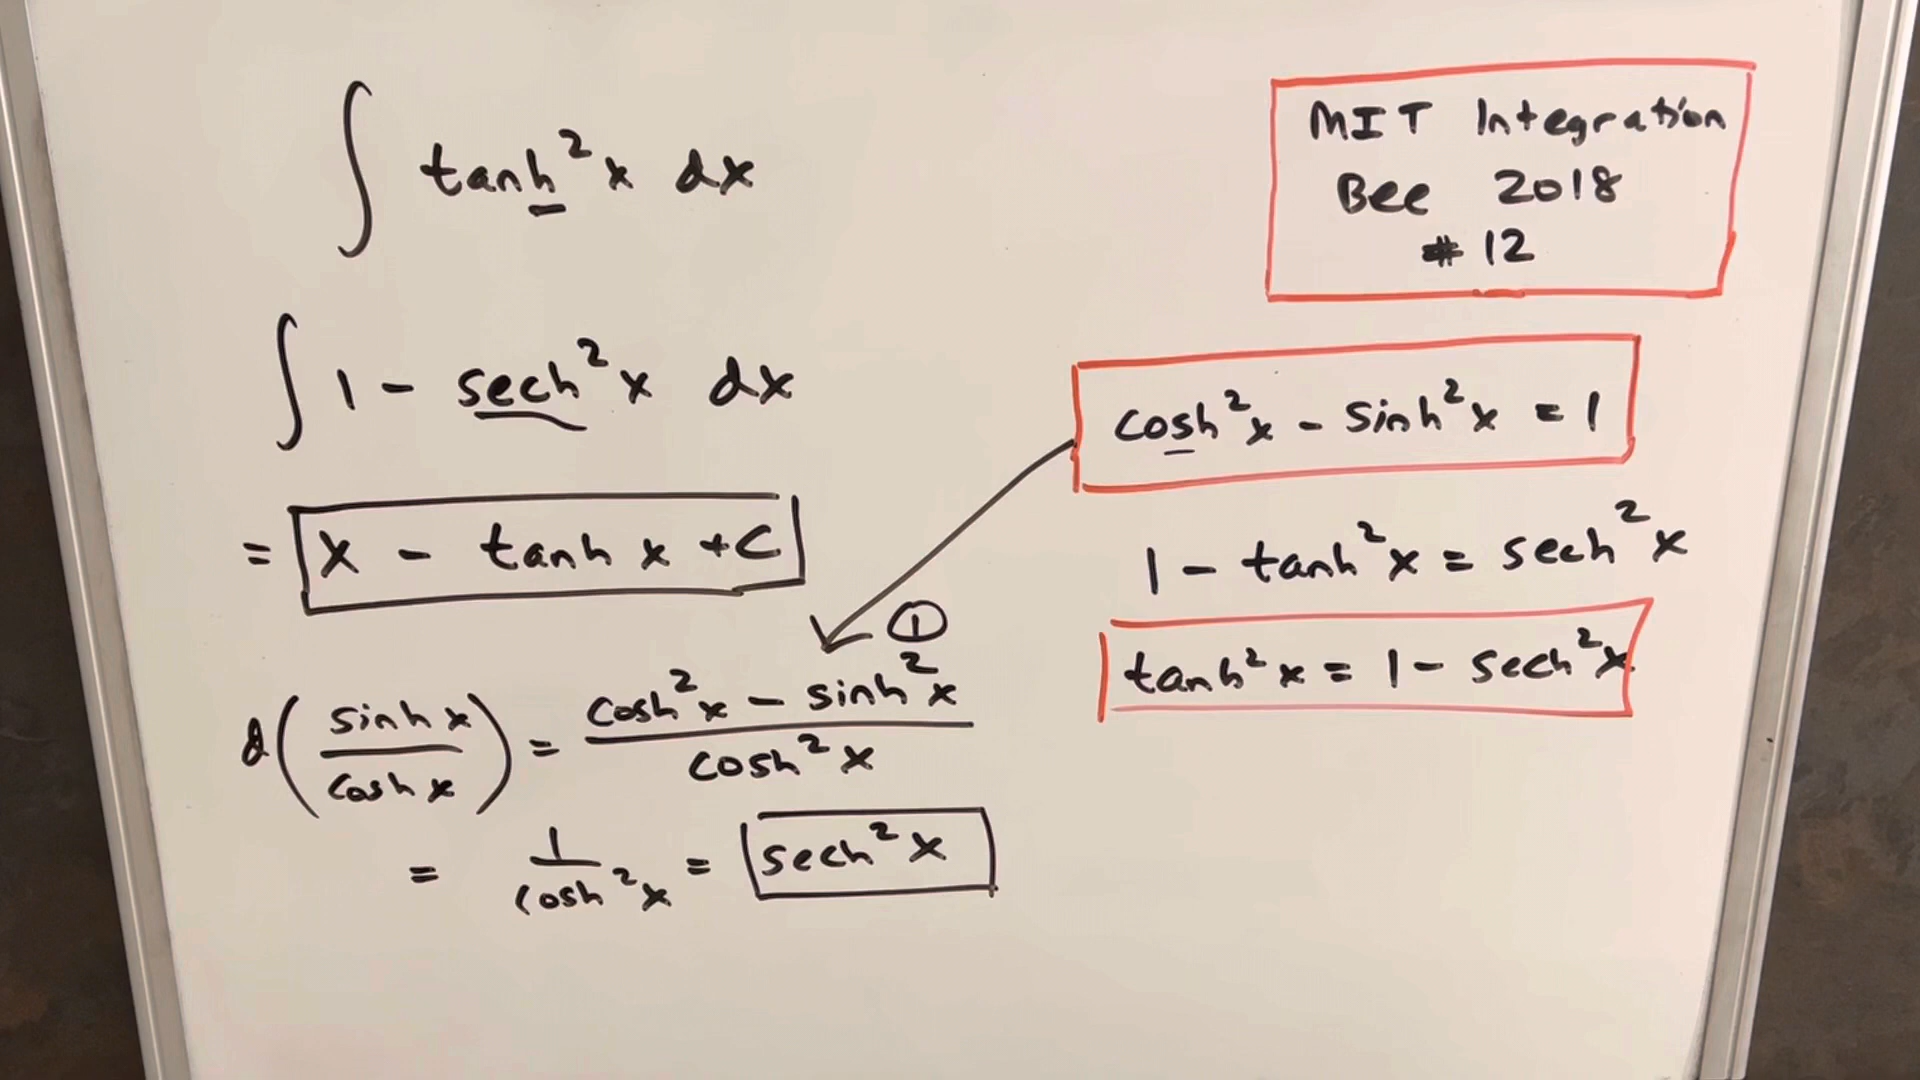 ∫ tanh²x dx
∫ 1 - sech²x dx
= x - tanh x + C
d(sinh x / cosh x) = (cosh²x - sinh²x) / cosh²x
①
= 1 / cosh²x = sech²x
MIT Integration
Bee 2018
# 12
cosh²x - sinh²x = 1
1 - tanh²x = sech²x
tanh²x = 1 - sech²x